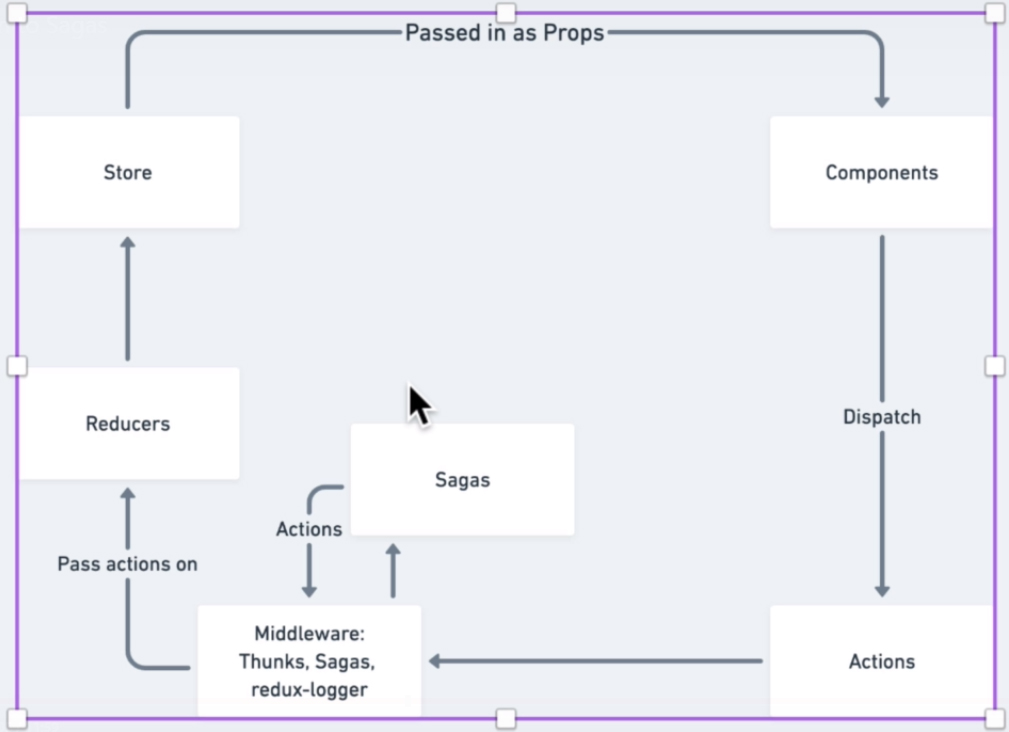 Passed in as Props
Store
Components
Reducers
Dispatch
Sagas
Actions
Pass actions on
Middleware:
Thunks, Sagas,
redux-logger
Actions